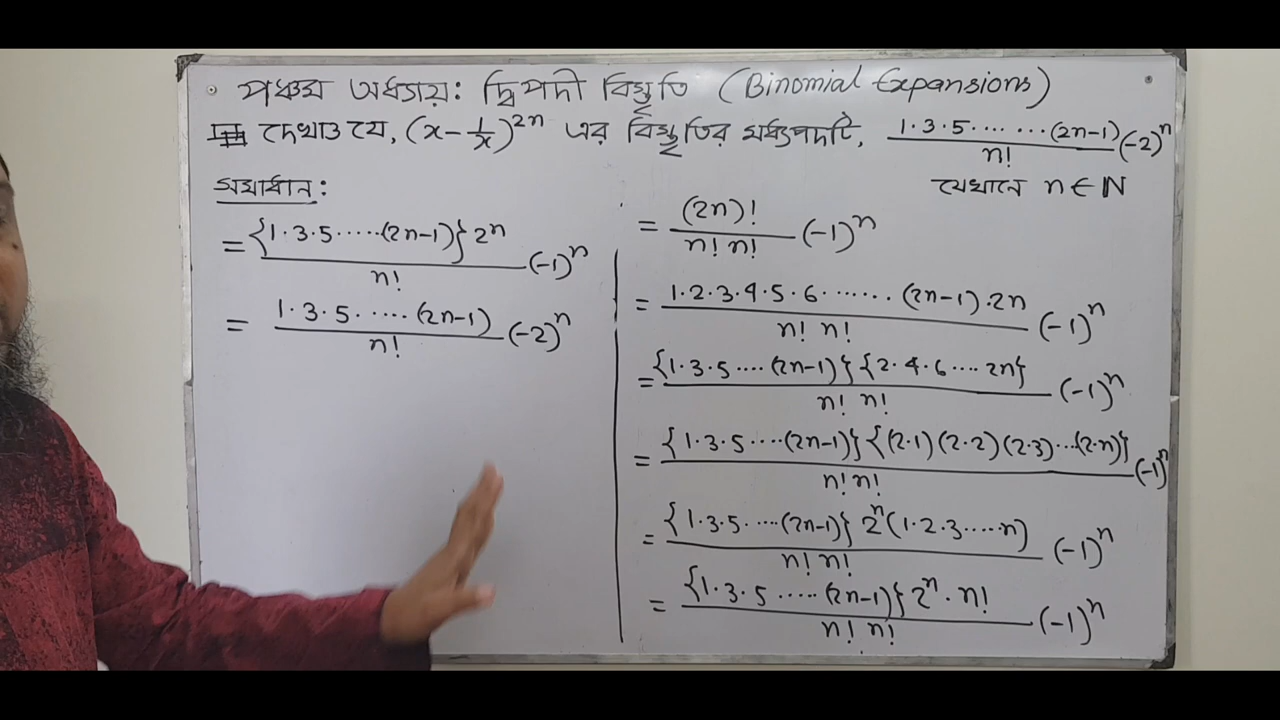 পঞ্চম অধ্যায়: দ্বিপদী বিস্তৃতি (Binomial Expansions)
দেখাও যে, (x - 1/x)^2n এর বিস্তৃতির মধ্যপদটি, 1·3·5·······(2n-1)/n! (-2)^n
যেখানে n ∈ ℕ
সমাধান:
= {1·3·5·····(2n-1)} 2^n / n! (-1)^n
= 1·3·5·····(2n-1) / n! (-2)^n
= (2n)! / n! n! (-1)^n
= 1·2·3·4·5·6·······(2n-1)·2n / n! n! (-1)^n
= {1·3·5····(2n-1)} {2·4·6····2n} / n! n! (-1)^n
= {1·3·5····(2n-1)} {(2·1)(2·2)(2·3)···(2·n)} / n! n! (-1)^n
= {1·3·5····(2n-1)} 2^n (1·2·3·····n) / n! n! (-1)^n
= {1·3·5·····(2n-1)} 2^n · n! / n! n! (-1)^n